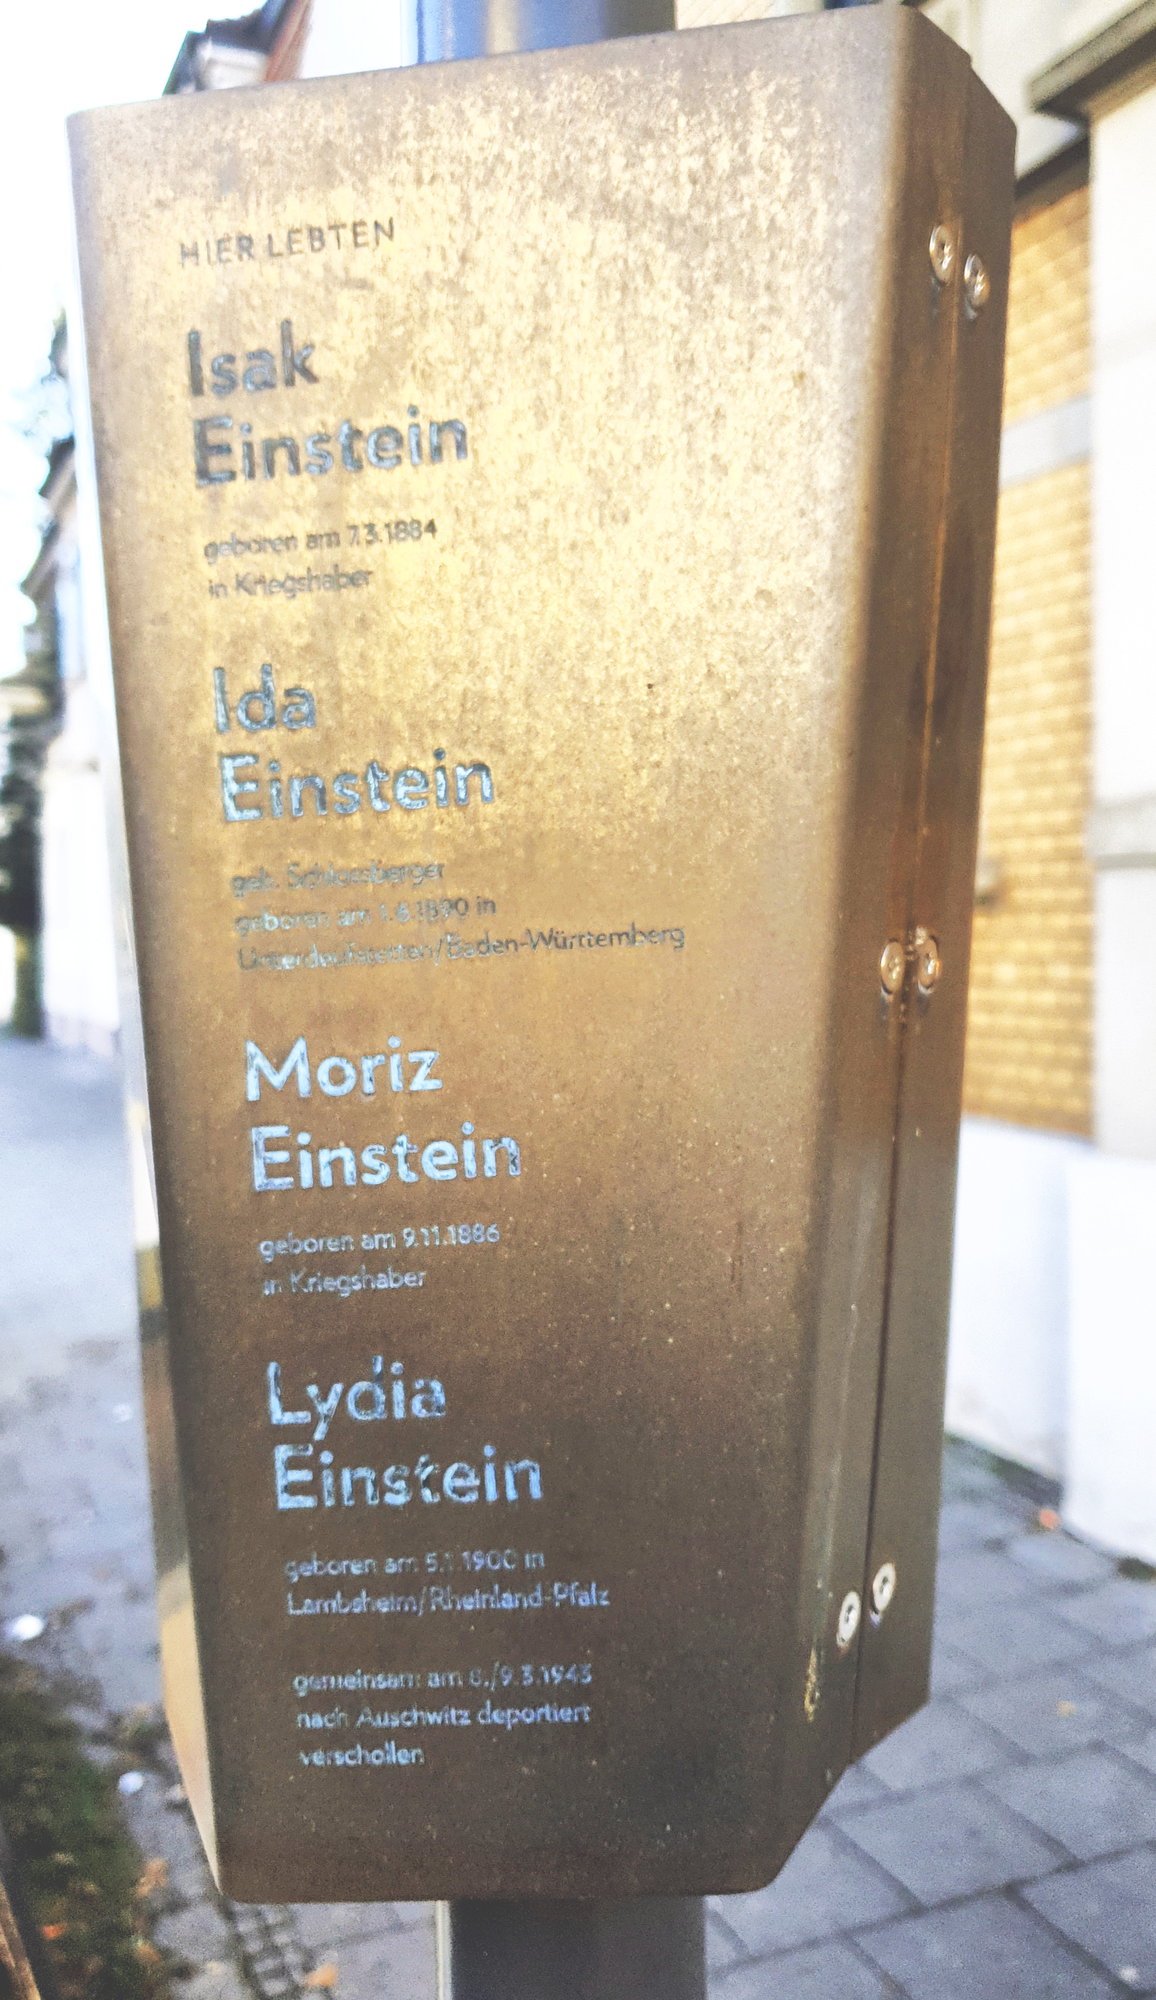 HIER LEBTEN
Isak
Einstein
geboren am 7.3.1884
in Kriegshaber
Ida
Einstein
geb. Schlossberger
geboren am 1.6.1890 in
Unterdeufstetten/Baden-Württemberg
Moriz
Einstein
geboren am 9.11.1886
in Kriegshaber
Lydia
Einstein
geboren am 5.1.1900 in
Lambsheim/Rheinland-Pfalz
gemeinsam am 8./9.3.1943
nach Auschwitz deportiert
verschollen